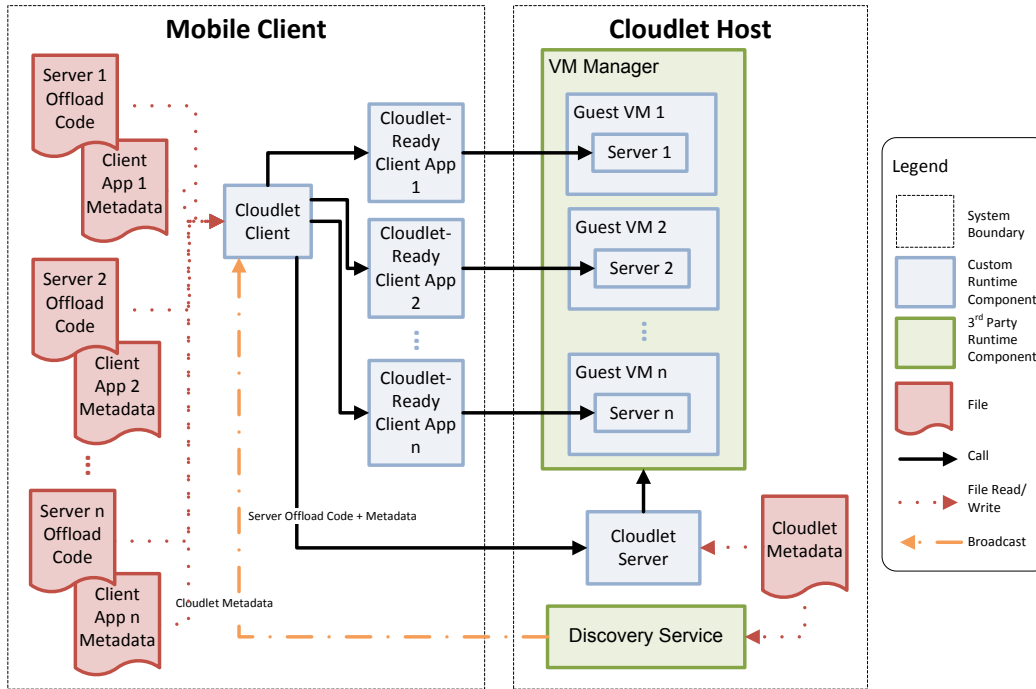 Mobile Client
Server 1
Offload
Code
Client
App 1
Metadata
Server 2
Offload
Code
Client
App 2
Metadata
Server n
Offload
Code
Client
App n
Metadata
Cloudlet
Client
Cloudlet-
Ready
Client App
1
Cloudlet-
Ready
Client App
2
Cloudlet-
Ready
Client App
n
Server Offload Code + Metadata
Cloudlet Metadata
Cloudlet Host
VM Manager
Guest VM 1
Server 1
Guest VM 2
Server 2
Guest VM n
Server n
Cloudlet
Server
Cloudlet
Metadata
Discovery Service
Legend
System
Boundary
Custom
Runtime
Component
3rd Party
Runtime
Component
File
Call
File Read/
Write
Broadcast